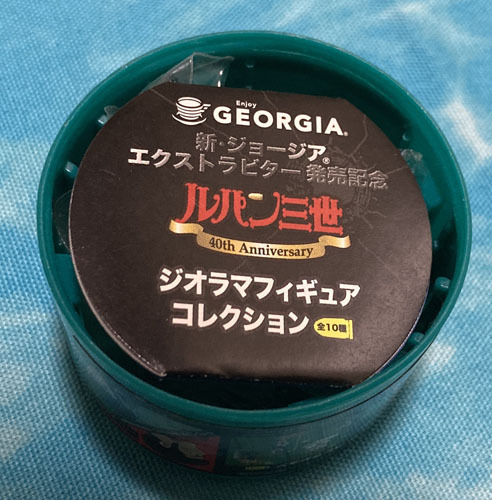 Enjoy
GEORGIA®
新・ジョージア®
エクストラビター 発売記念
ルパン三世
40th Anniversary
ジオラマフィギュア
コレクション 全10種